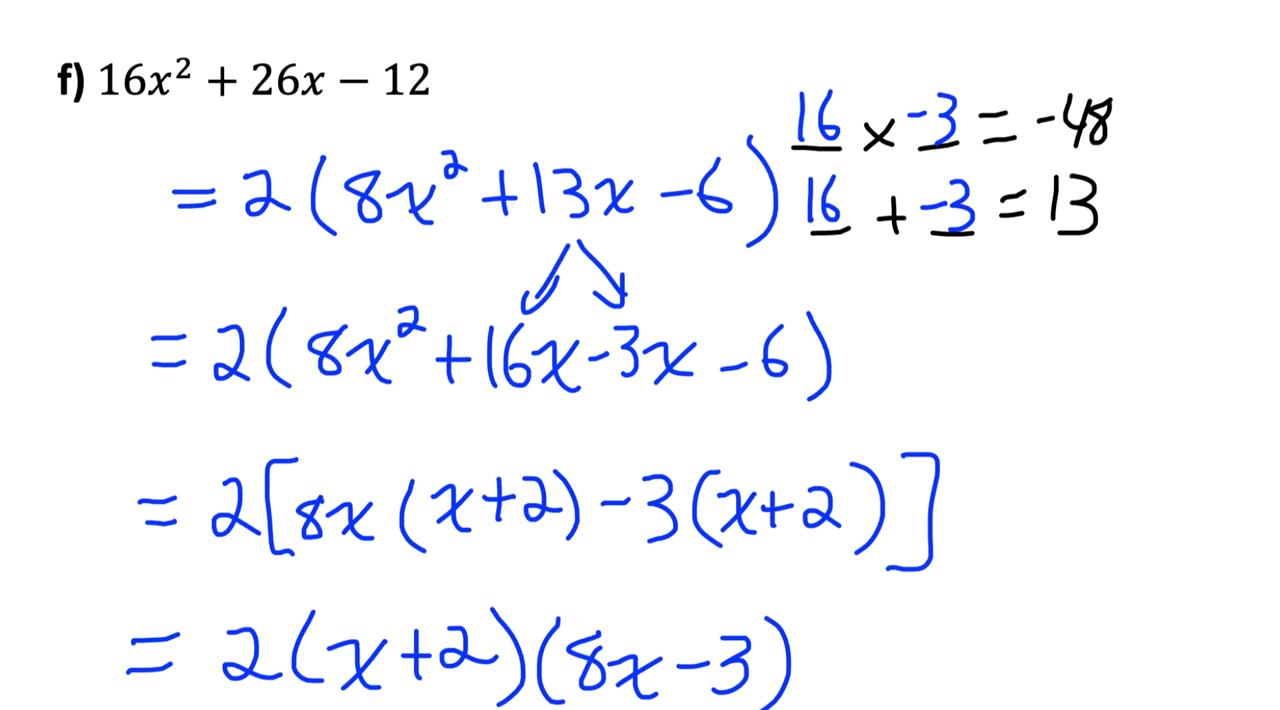 f) 16x² + 26x − 12
16 × -3 = -48
= 2(8x² + 13x - 6)
16 + -3 = 13
= 2(8x² + 16x - 3x - 6)
= 2[8x(x+2) - 3(x+2)]
= 2(x+2)(8x-3)